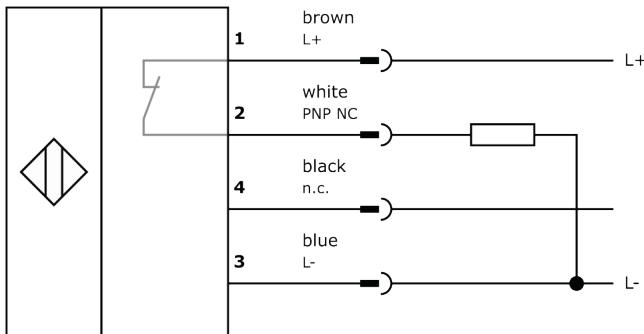 brown
1
L+
L+
white
2
PNP NC
black
4
n.c.
blue
3
L-
L-